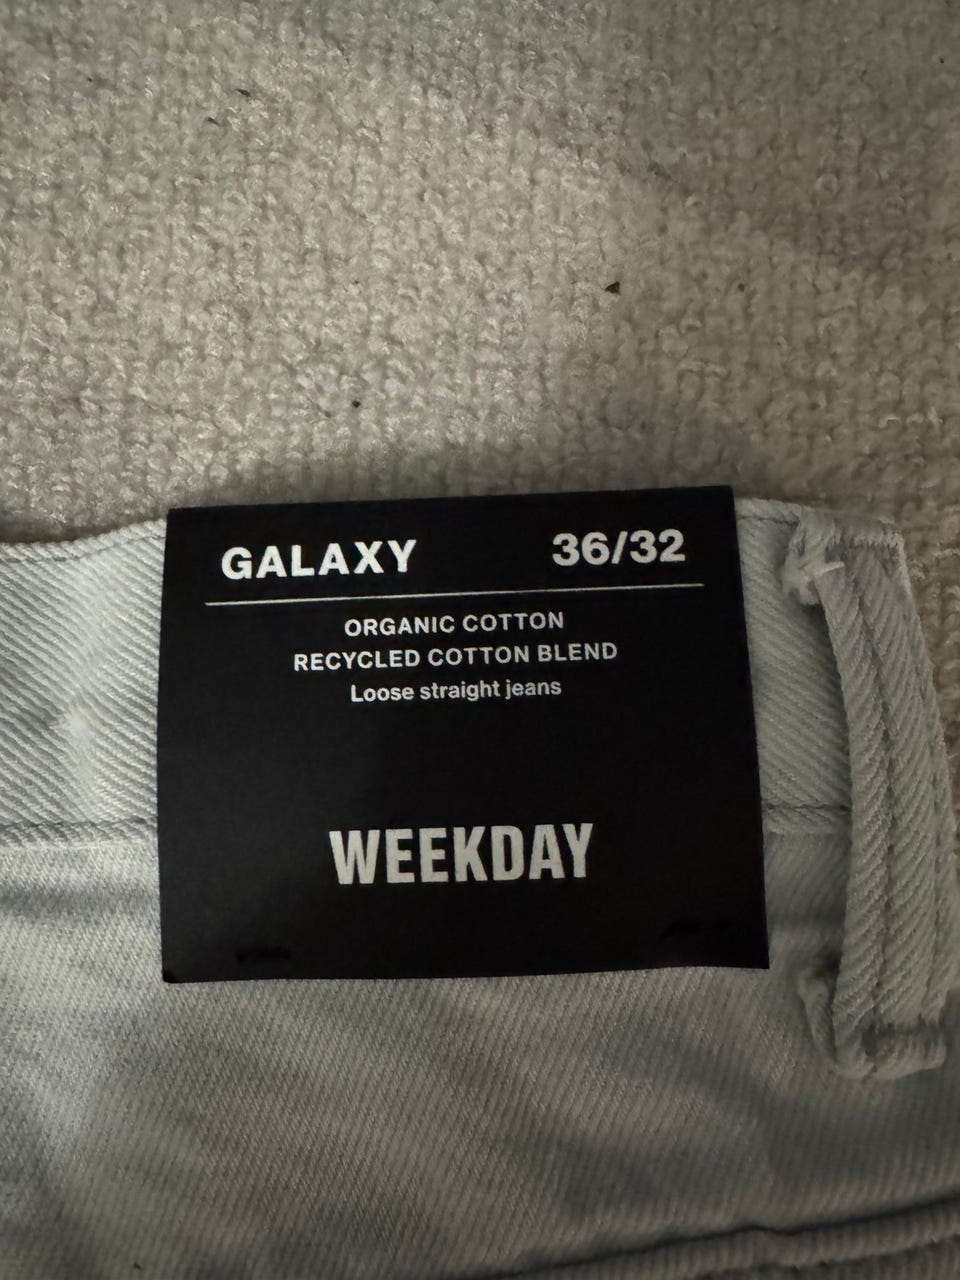 GALAXY 36/32
ORGANIC COTTON
RECYCLED COTTON BLEND
Loose straight jeans
WEEKDAY